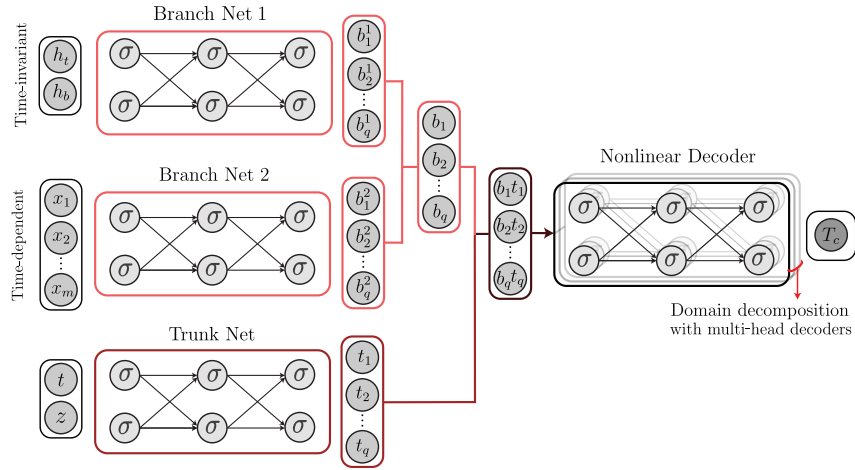 Branch Net 1
Time-invariant
h_t
h_b
σ σ σ
σ σ σ
b_1^1
b_2^1
b_q^1
Branch Net 2
Time-dependent
x_1
x_2
x_m
σ σ σ
σ σ σ
b_1^2
b_2^2
b_q^2
b_1
b_2
b_q
Trunk Net
t
z
σ σ σ
σ σ σ
t_1
t_2
t_q
b_1t_1
b_2t_2
b_qt_q
Nonlinear Decoder
σ σ σ
σ σ σ
T_c
Domain decomposition
with multi-head decoders